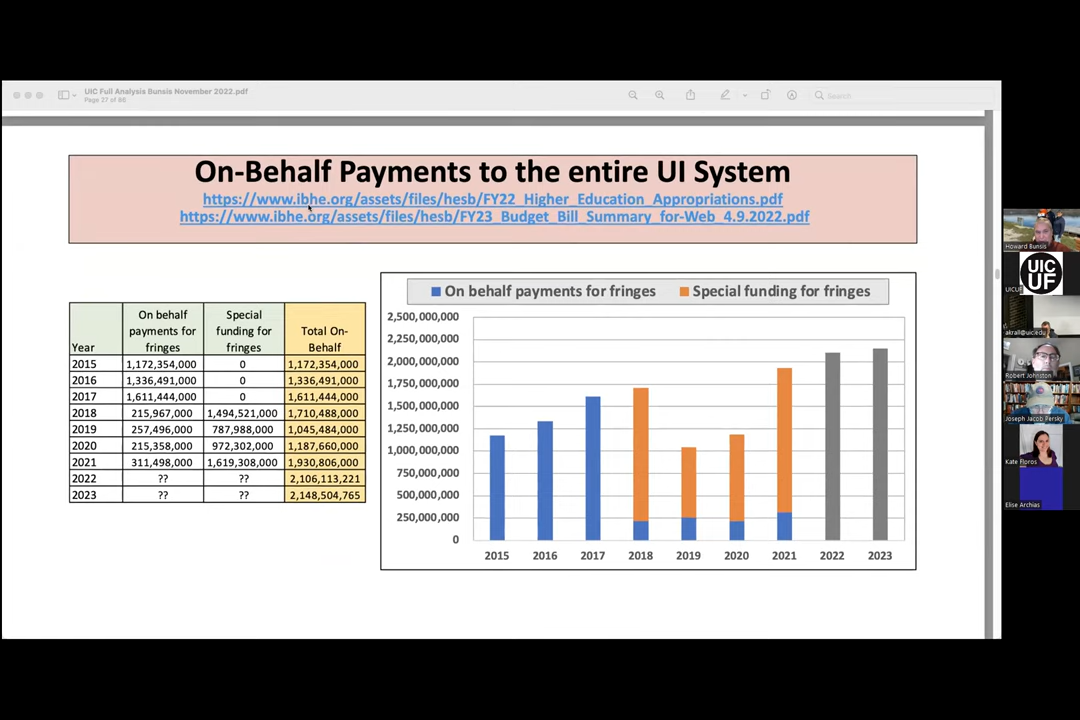 UIC Full Analysis Bunsis November 2022.pdf
Page 27 of 86
Search
On-Behalf Payments to the entire UI System
https://www.ibhe.org/assets/files/hesb/FY22_Higher_Education_Appropriations.pdf
https://www.ibhe.org/assets/files/hesb/FY23_Budget_Bill_Summary_for-Web_4.9.2022.pdf
Year On behalf payments for fringes Special funding for fringes Total On-Behalf
2015 1,172,354,000 0 1,172,354,000
2016 1,336,491,000 0 1,336,491,000
2017 1,611,444,000 0 1,611,444,000
2018 215,967,000 1,494,521,000 1,710,488,000
2019 257,496,000 787,988,000 1,045,484,000
2020 215,358,000 972,302,000 1,187,660,000
2021 311,498,000 1,619,308,000 1,930,806,000
2022 ?? ?? 2,106,113,221
2023 ?? ?? 2,148,504,765
On behalf payments for fringes Special funding for fringes
2,500,000,000
2,250,000,000
2,000,000,000
1,750,000,000
1,500,000,000
1,250,000,000
1,000,000,000
750,000,000
500,000,000
250,000,000
0
2015 2016 2017 2018 2019 2020 2021 2022 2023
Howard Bunsis
UIC
UF
UICUF
akrall@uic.edu
Robert Johnston
Joseph Jacob Persky
Kate Floros
Elise Archias